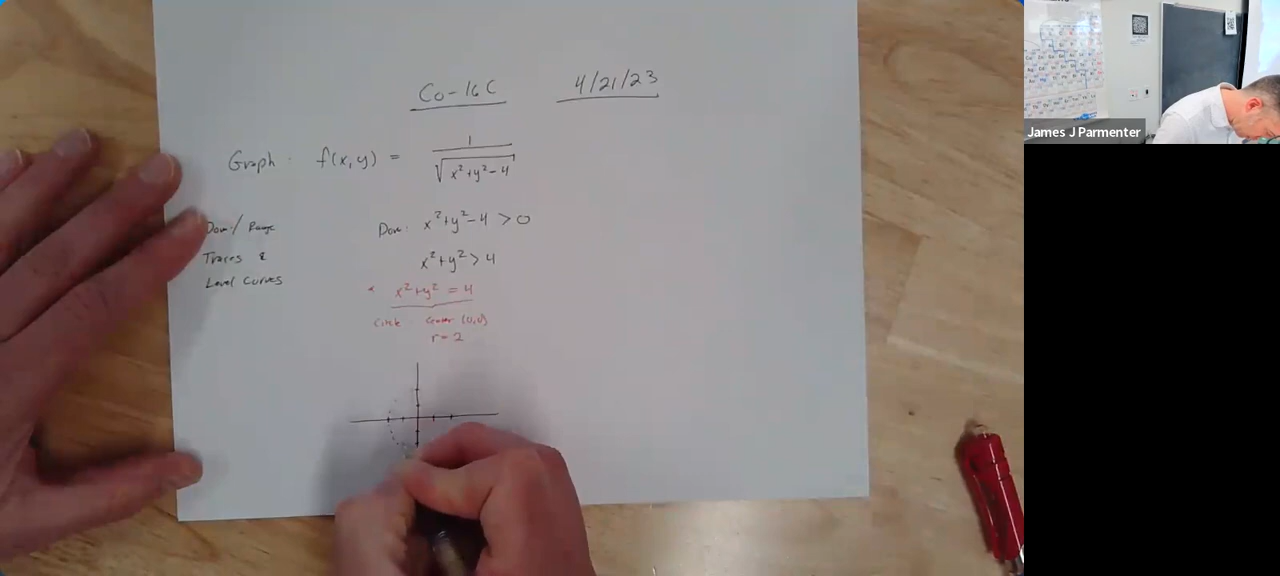 Co-16C 4/21/23
Graph: f(x,y) = 1/√(x²+y²-4)
Dom/Range
Traces &
Level Curves
Dom: x²+y²-4 > 0
x²+y² > 4
* x²+y² = 4
Circle Center (0,0)
r=2
James J Parmenter